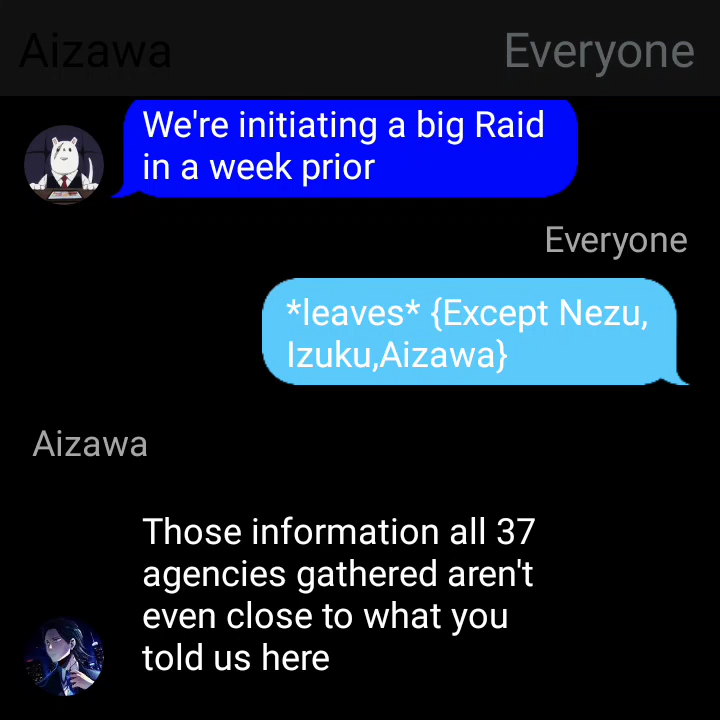 Aizawa
Everyone
We're initiating a big Raid
in a week prior
Everyone
*leaves* {Except Nezu,
Izuku,Aizawa}
Aizawa
Those information all 37
agencies gathered aren't
even close to what you
told us here